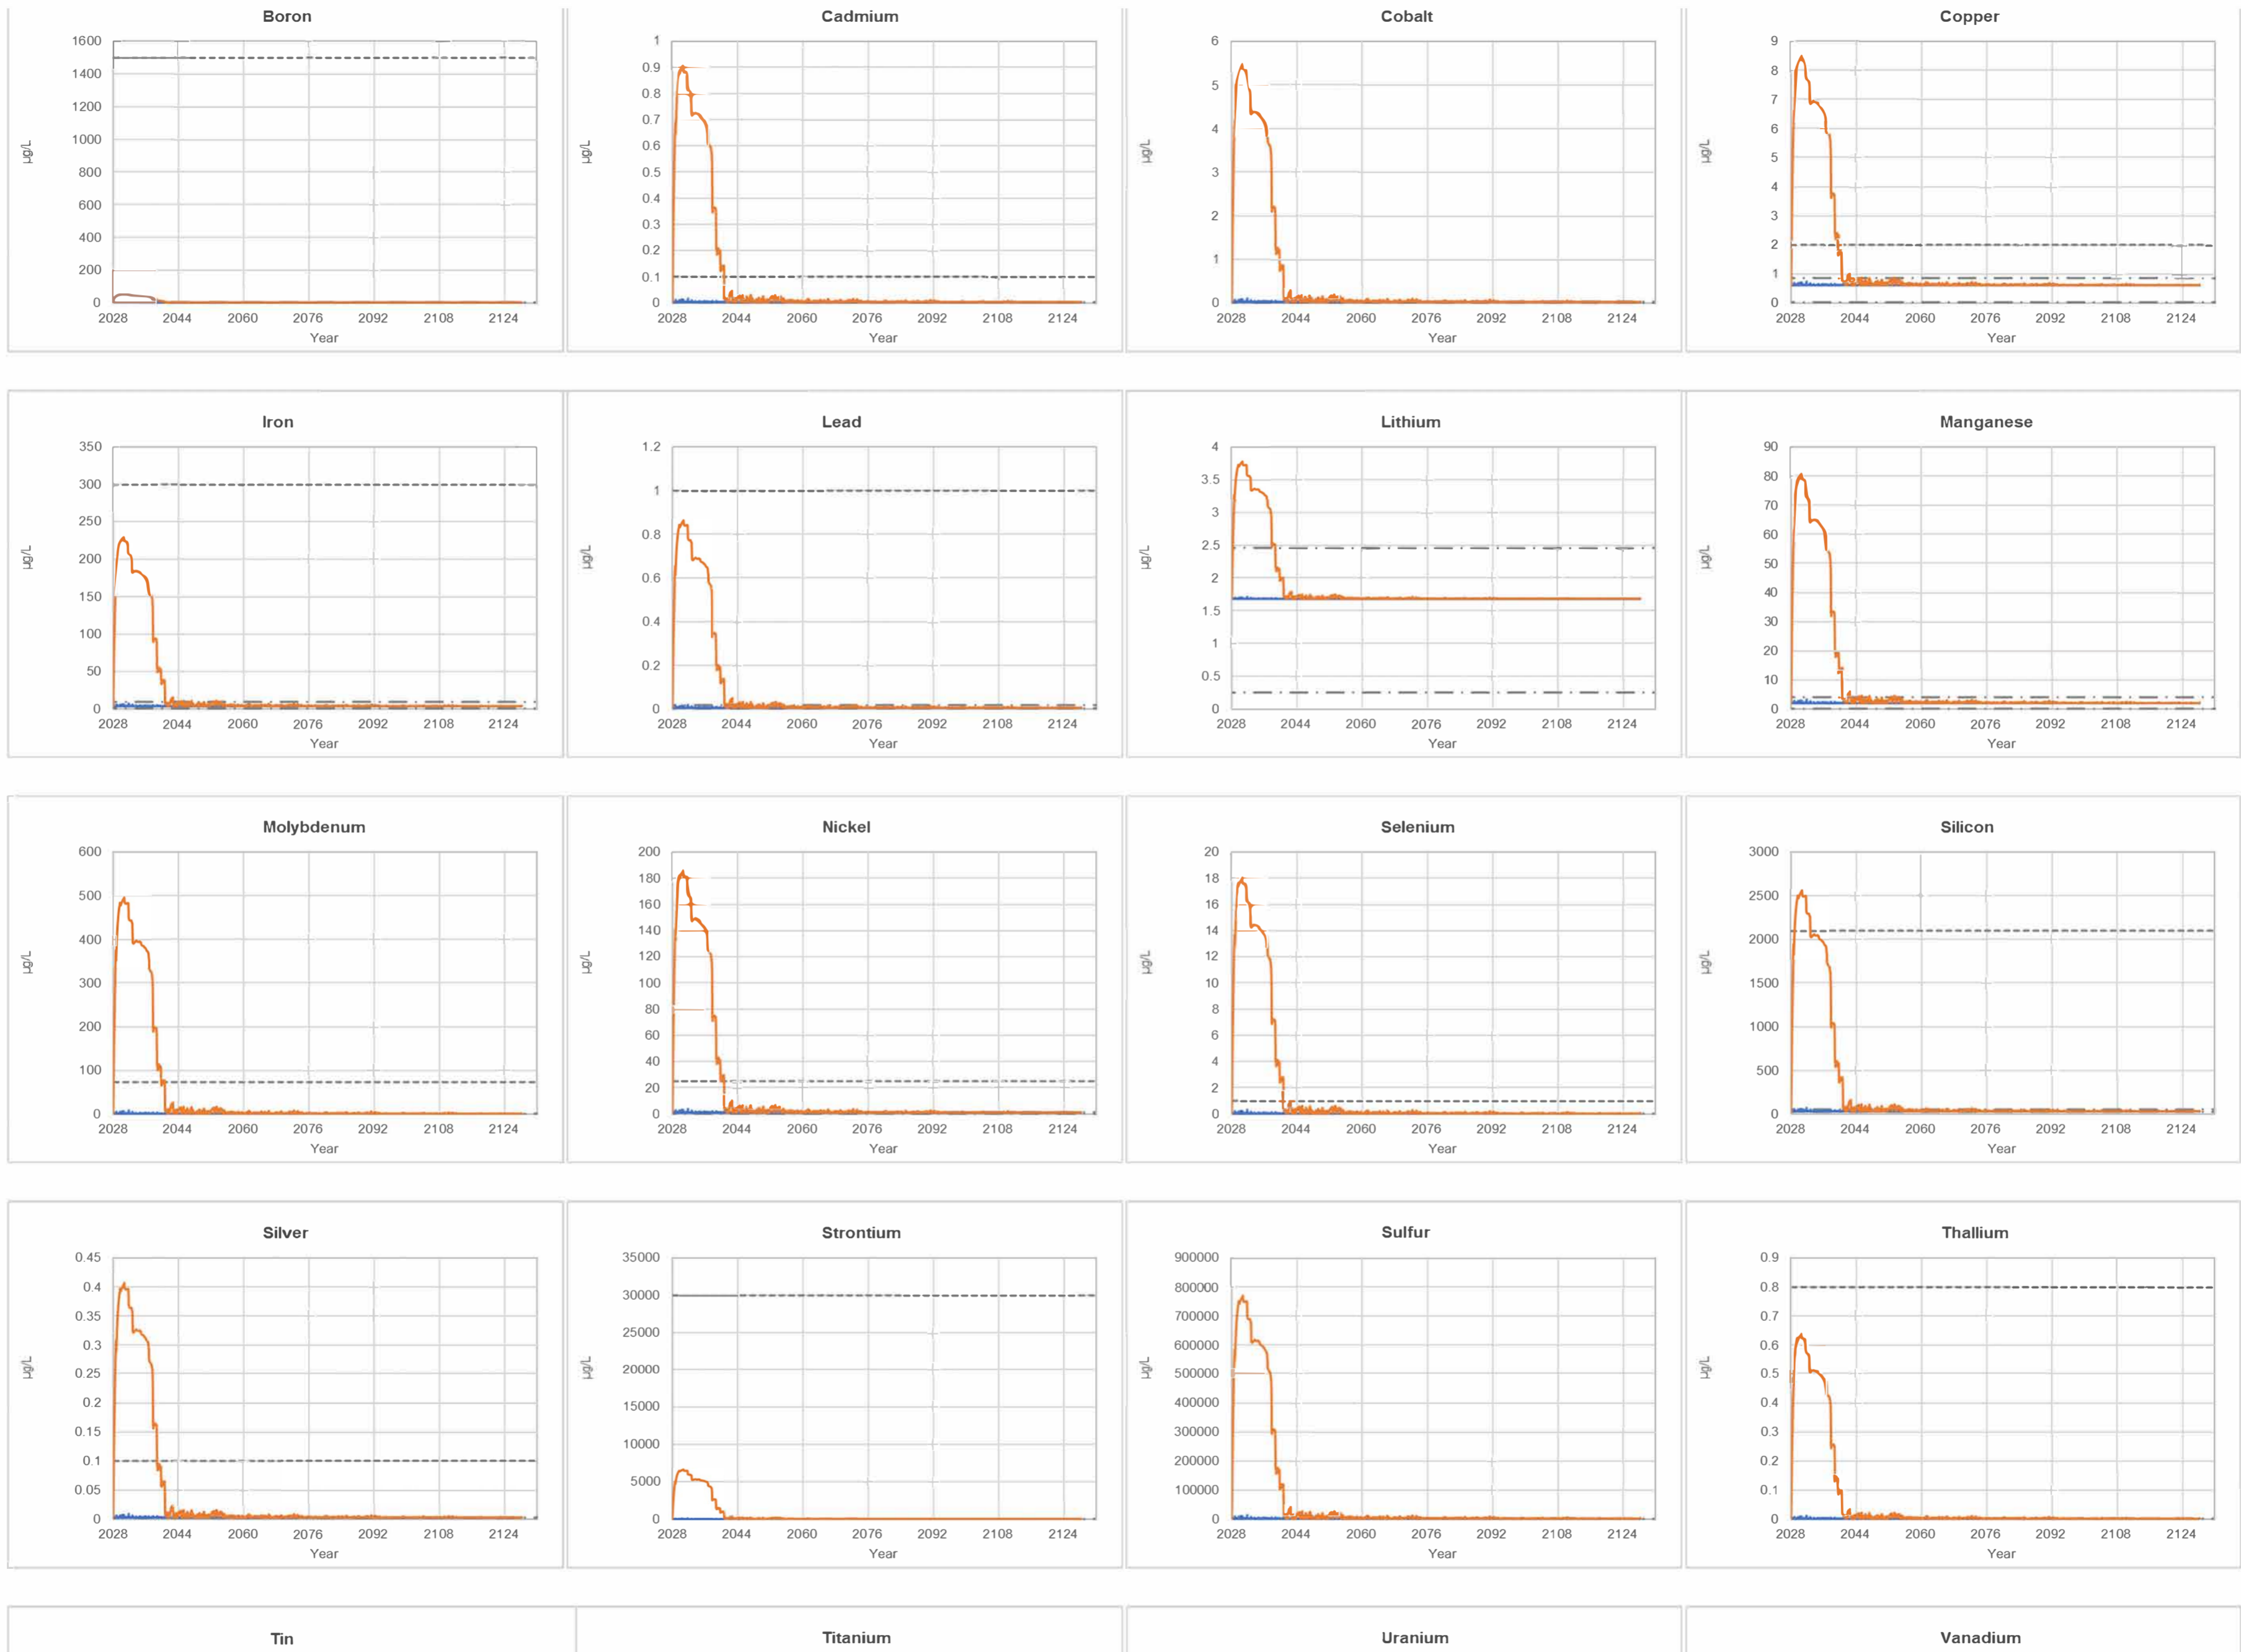 Boron
1600
1400
1200
1000
800
600
400
200
0
µg/L
2028 2044 2060 2076 2092 2108 2124
Year
Cadmium
1
0.9
0.8
0.7
0.6
0.5
0.4
0.3
0.2
0.1
0
µg/L
2028 2044 2060 2076 2092 2108 2124
Year
Cobalt
6
5
4
3
2
1
0
µg/L
2028 2044 2060 2076 2092 2108 2124
Year
Copper
9
8
7
6
5
4
3
2
1
0
µg/L
2028 2044 2060 2076 2092 2108 2124
Year
Iron
350
300
250
200
150
100
50
0
µg/L
2028 2044 2060 2076 2092 2108 2124
Year
Lead
1.2
1
0.8
0.6
0.4
0.2
0
µg/L
2028 2044 2060 2076 2092 2108 2124
Year
Lithium
4
3.5
3
2.5
2
1.5
1
0.5
0
µg/L
2028 2044 2060 2076 2092 2108 2124
Year
Manganese
90
80
70
60
50
40
30
20
10
0
µg/L
2028 2044 2060 2076 2092 2108 2124
Year
Molybdenum
600
500
400
300
200
100
0
µg/L
2028 2044 2060 2076 2092 2108 2124
Year
Nickel
200
180
160
140
120
100
80
60
40
20
0
µg/L
2028 2044 2060 2076 2092 2108 2124
Year
Selenium
20
18
16
14
12
10
8
6
4
2
0
µg/L
2028 2044 2060 2076 2092 2108 2124
Year
Silicon
3000
2500
2000
1500
1000
500
0
µg/L
2028 2044 2060 2076 2092 2108 2124
Year
Silver
0.45
0.4
0.35
0.3
0.25
0.2
0.15
0.1
0.05
0
µg/L
2028 2044 2060 2076 2092 2108 2124
Year
Strontium
35000
30000
25000
20000
15000
10000
5000
0
µg/L
2028 2044 2060 2076 2092 2108 2124
Year
Sulfur
900000
800000
700000
600000
500000
400000
300000
200000
100000
0
µg/L
2028 2044 2060 2076 2092 2108 2124
Year
Thallium
0.9
0.8
0.7
0.6
0.5
0.4
0.3
0.2
0.1
0
µg/L
2028 2044 2060 2076 2092 2108 2124
Year
Tin
Titanium
Uranium
Vanadium